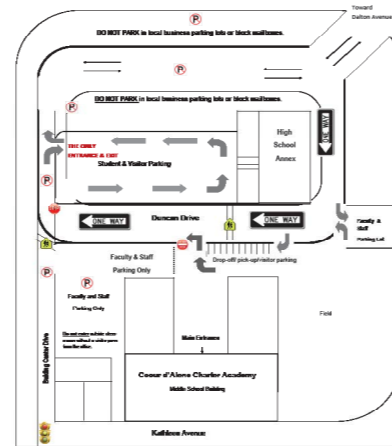 Toward
Dalton Avenue
P
DO NOT PARK in local business parking lots or block mailboxes.
P
P
DO NOT PARK in local business parking lots or block mailboxes.
THE ONLY
ENTRANCE & EXIT
Student & Visitor Parking
High
School
Annex
ONE WAY
P
ONE WAY
Duncan Drive
ONE WAY
Faculty &
Staff
Parking Lot
Faculty & Staff
Parking Only
Drop-off/ pick-up/visitor parking
P
P
Faculty and Staff
Parking Only
Field
Do not enter
Main Entrance
Building Center Drive
Coeur d'Alene Charter Academy
Middle School Building
Kathleen Avenue